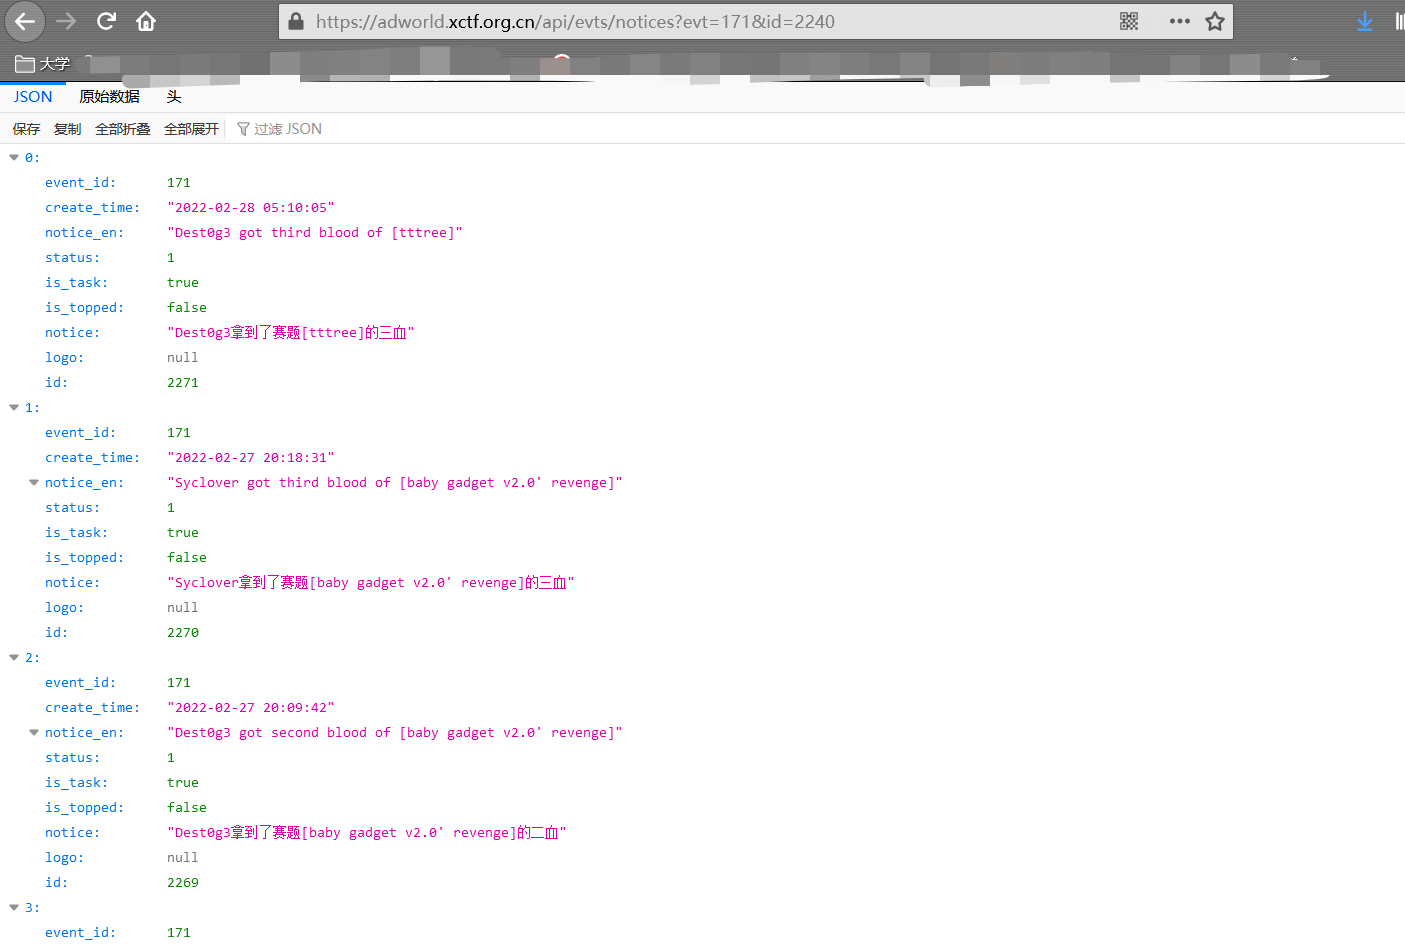 https://adworld.xctf.org.cn/api/evts/notices?evt=171&id=2240
大学
JSON 原始数据 头
保存 复制 全部折叠 全部展开 过滤 JSON
0:
event_id: 171
create_time: "2022-02-28 05:10:05"
notice_en: "Dest0g3 got third blood of [tttree]"
status: 1
is_task: true
is_topped: false
notice: "Dest0g3拿到了赛题[tttree]的三血"
logo: null
id: 2271
1:
event_id: 171
create_time: "2022-02-27 20:18:31"
notice_en: "Syclover got third blood of [baby gadget v2.0' revenge]"
status: 1
is_task: true
is_topped: false
notice: "Syclover拿到了赛题[baby gadget v2.0' revenge]的三血"
logo: null
id: 2270
2:
event_id: 171
create_time: "2022-02-27 20:09:42"
notice_en: "Dest0g3 got second blood of [baby gadget v2.0' revenge]"
status: 1
is_task: true
is_topped: false
notice: "Dest0g3拿到了赛题[baby gadget v2.0' revenge]的二血"
logo: null
id: 2269
3:
event_id: 171